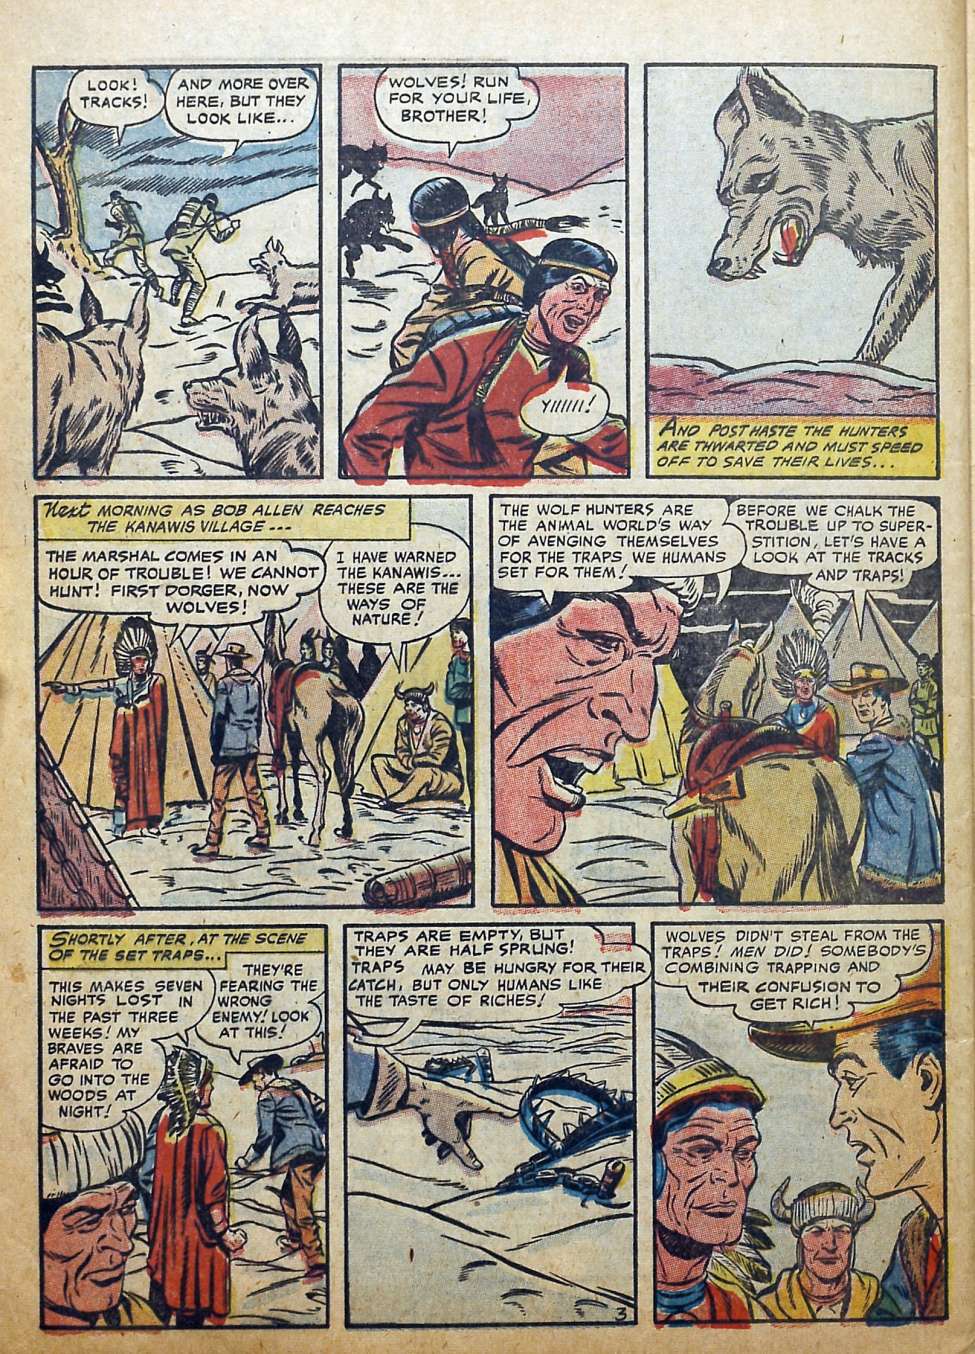 LOOK!
TRACKS!
AND MORE OVER
HERE, BUT THEY
LOOK LIKE...
WOLVES! RUN
FOR YOUR LIFE,
BROTHER!
YIIIIII!
AND POSTHASTE THE HUNTERS
ARE THWARTED AND MUST SPEED
OFF TO SAVE THEIR LIVES...
Next MORNING AS BOB ALLEN REACHES
THE KANAWIS VILLAGE---
THE MARSHAL COMES IN AN
HOUR OF TROUBLE! WE CANNOT
HUNT! FIRST DORGER, NOW
WOLVES!
I HAVE WARNED
THE KANAWIS...
THESE ARE THE
WAYS OF
NATURE!
THE WOLF HUNTERS ARE
THE ANIMAL WORLD'S WAY
OF AVENGING THEMSELVES
FOR THE TRAPS WE HUMANS
SET FOR THEM!
BEFORE WE CHALK THE
TROUBLE UP TO SUPER-
STITION, LET'S HAVE A
LOOK AT THE TRACKS
AND TRAPS!
SHORTLY AFTER, AT THE SCENE
OF THE SET TRAPS...
THIS MAKES SEVEN
NIGHTS LOST IN
THE PAST THREE
WEEKS! MY
BRAVES ARE
AFRAID TO
GO INTO THE
WOODS AT
NIGHT!
THEY'RE
FEARING THE
WRONG
ENEMY! LOOK
AT THIS!
TRAPS ARE EMPTY, BUT
THEY ARE HALF SPRUNG!
TRAPS MAY BE HUNGRY FOR THEIR
CATCH, BUT ONLY HUMANS LIKE
THE TASTE OF RICHES!
3
WOLVES DIDN'T STEAL FROM THE
TRAPS! MEN DID! SOMEBODY'S
COMBINING TRAPPING AND
THEIR CONFUSION TO
GET RICH!